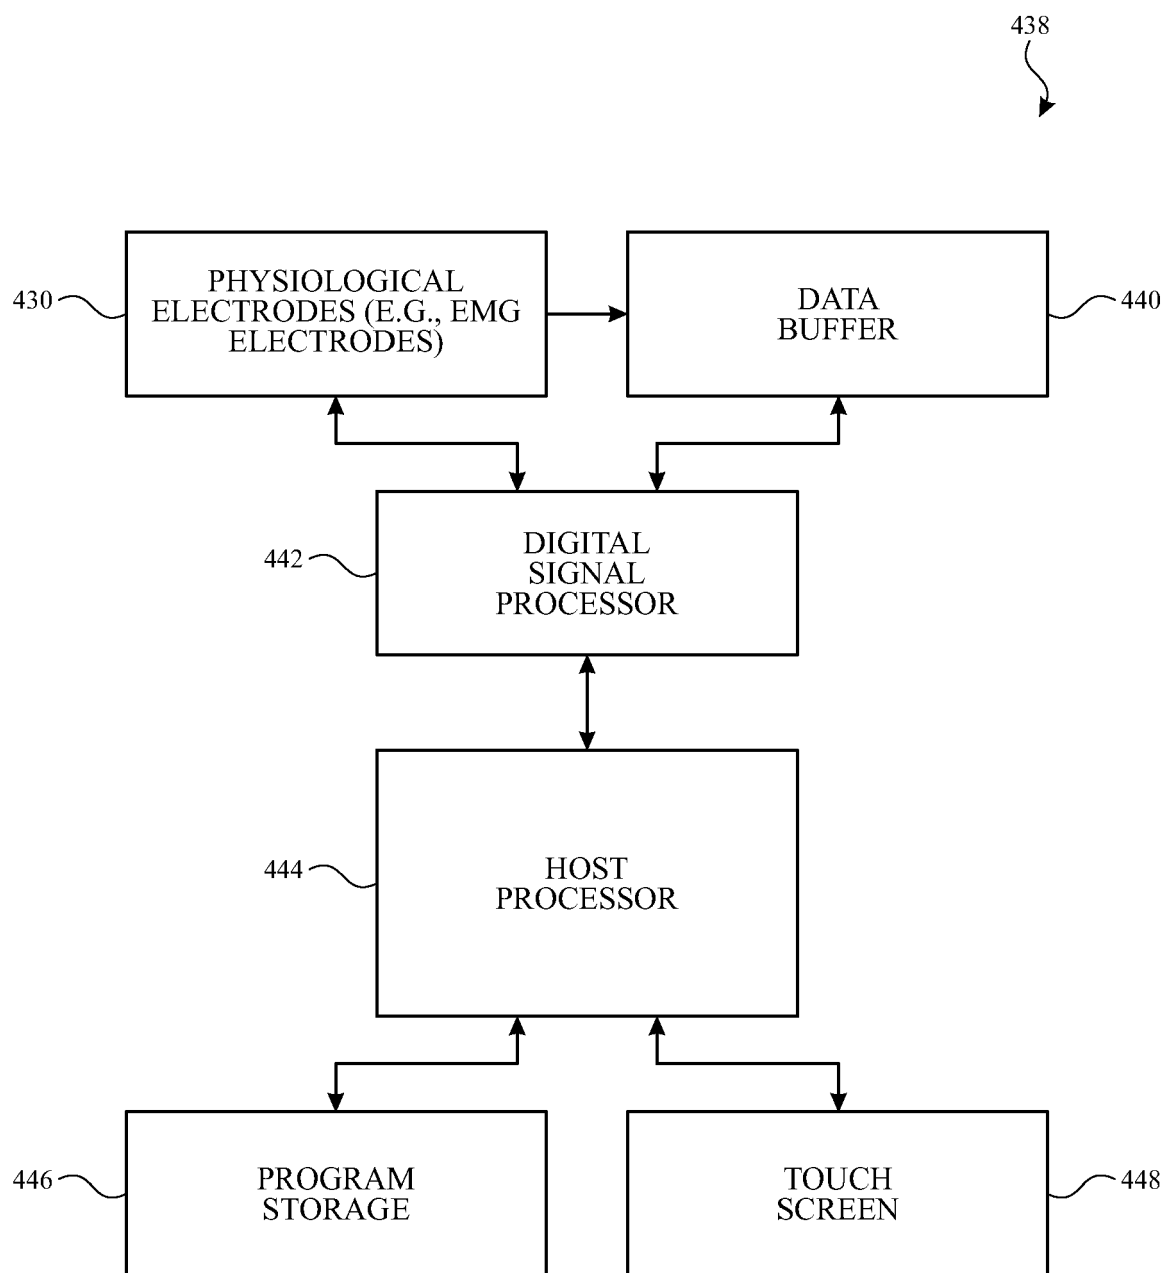 438
PHYSIOLOGICAL
ELECTRODES (E.G., EMG
ELECTRODES)
430
DATA
BUFFER
440
DIGITAL
SIGNAL
PROCESSOR
442
HOST
PROCESSOR
444
PROGRAM
STORAGE
446
TOUCH
SCREEN
448